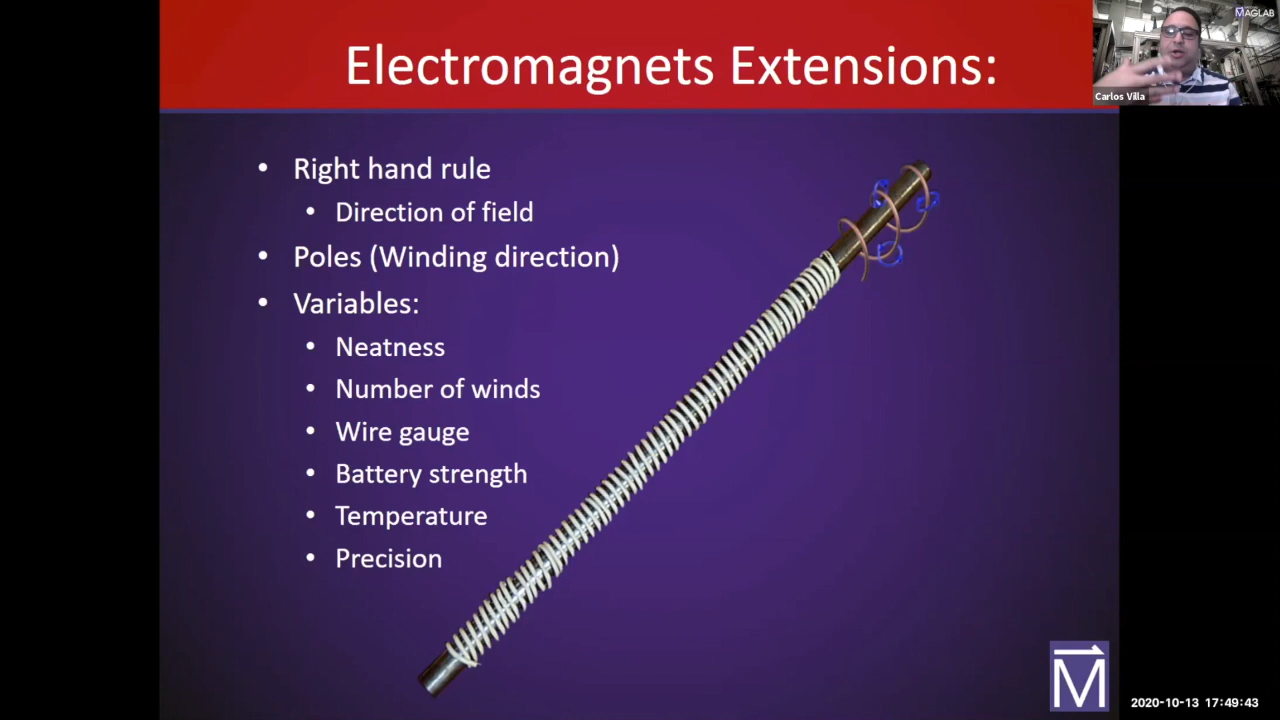 Electromagnets Extensions:
MAGLAB
Carlos Villa
• Right hand rule
• Direction of field
• Poles (Winding direction)
• Variables:
• Neatness
• Number of winds
• Wire gauge
• Battery strength
• Temperature
• Precision
M
2020-10-13 17:49:43